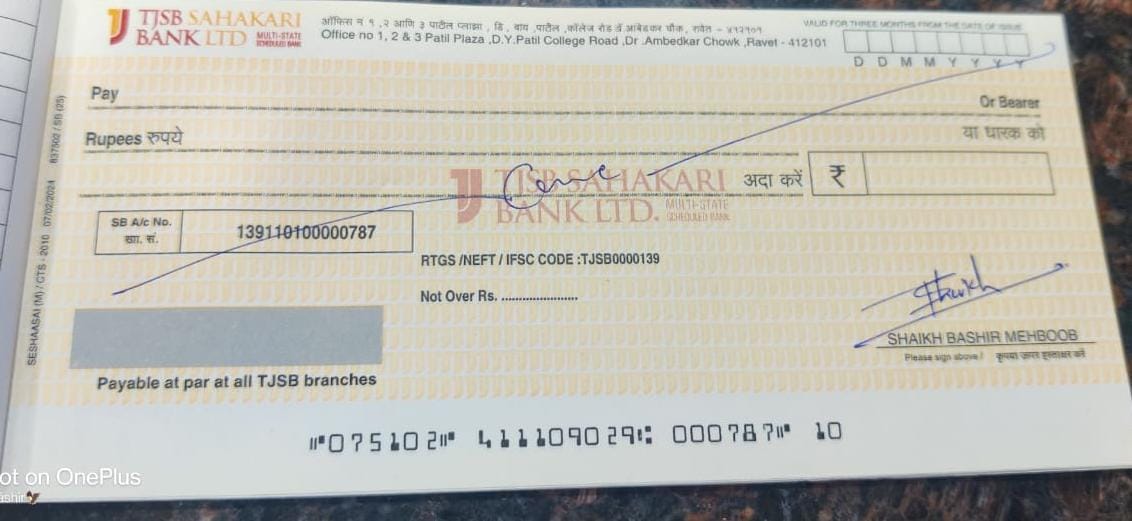 TJSB SAHAKARI
BANK LTD MULTI-STATE
SCHEDULED BANK
ऑफिस नं १ ,२ आणि ३ पाटील प्लाझा , डि , वाय ,पाटील ,कॉलेज रोड डॅ आंबेडकर चौक, रावेत - ४१२१०१
Office no 1, 2 & 3 Patil Plaza ,D.Y.Patil College Road ,Dr .Ambedkar Chowk ,Ravet - 412101
VALID FOR THREE MONTHS FROM THE DATE OF ISSUE
D D M M Y Y Y Y
Pay
Or Bearer
Rupees रुपये
या धारक को
अदा करें ₹
TJSB SAHAKARI
BANK LTD. MULTI-STATE
SCHEDULED BANK
SB A/c No.
खा. सं.
139110100000787
RTGS /NEFT / IFSC CODE :TJSB0000139
Not Over Rs. ......................
Shaikh
SHAIKH BASHIR MEHBOOB
Please sign above / कृपया ऊपर हस्ताक्षर करें
Payable at par at all TJSB branches
SESHAASAI (M) / CTS - 2010 07/02/2024 837502 / SB (25)
⑈075102⑈ 411109029⑆ 000787⑈ 10
ot on OnePlus
ashir